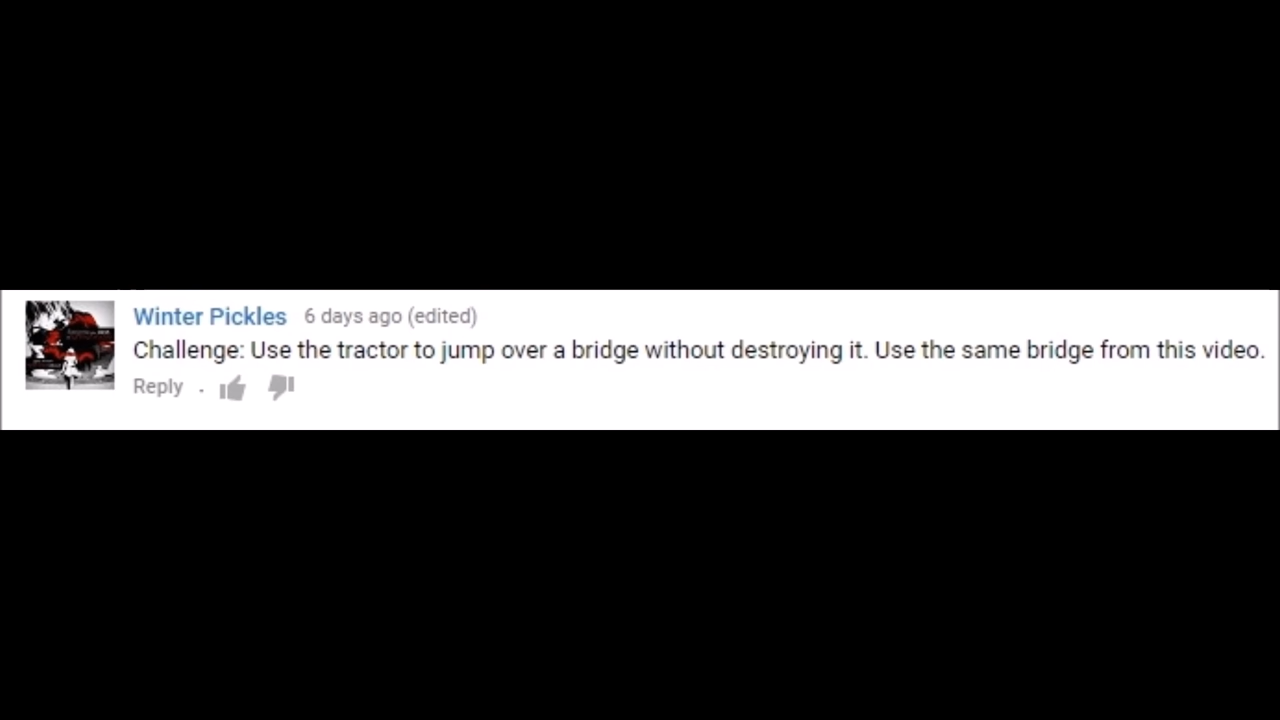 Winter Pickles 6 days ago (edited)
Challenge: Use the tractor to jump over a bridge without destroying it. Use the same bridge from this video.
Reply .